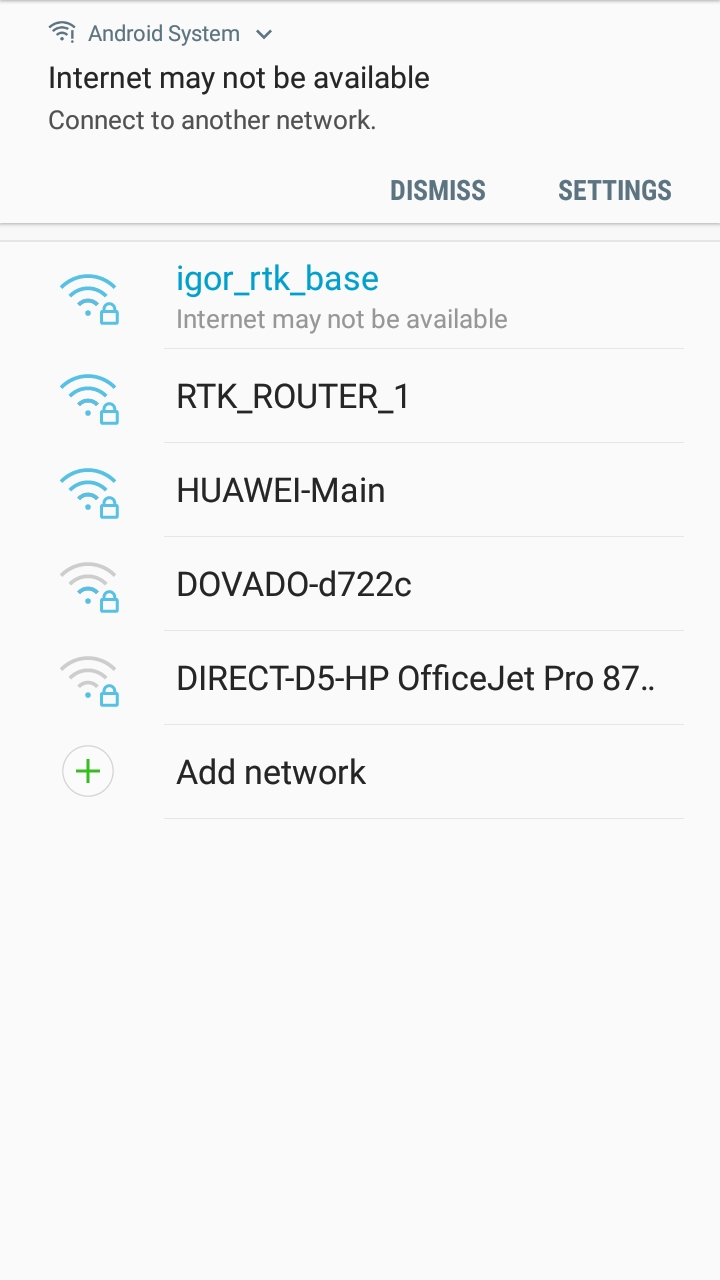 Android System
Internet may not be available
Connect to another network.
DISMISS SETTINGS
igor_rtk_base
Internet may not be available
RTK_ROUTER_1
HUAWEI-Main
DOVADO-d722c
DIRECT-D5-HP OfficeJet Pro 87..
Add network